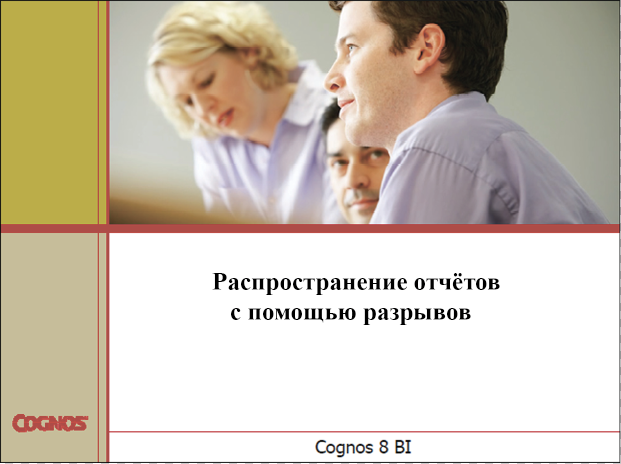 Распространение отчётов
с помощью разрывов
COGNOS
Cognos 8 BI